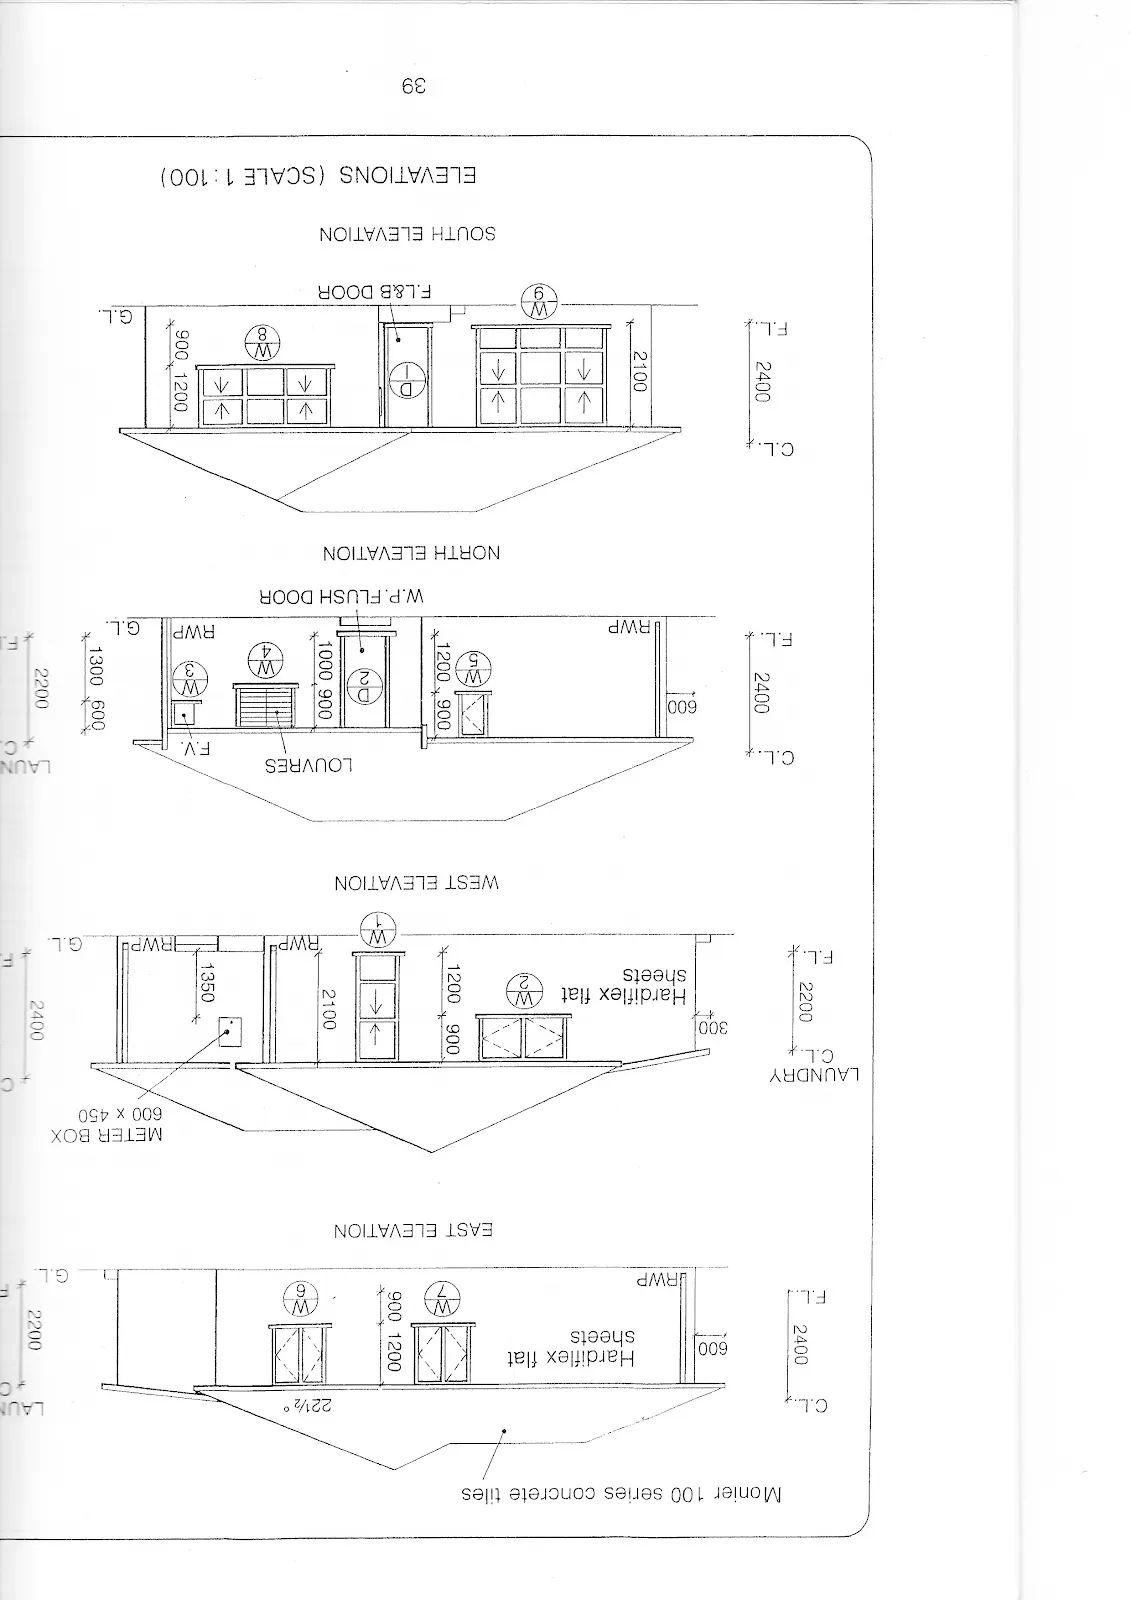 Monier 100 series concrete tiles
22½°
C.L.
2400
F.L.
600
Hardiflex flat
sheets
RWP
W
7
900 1200
W
6
G.L.
2200
EAST ELEVATION
METER BOX
600 x 450
LAUNDRY
C.L.
2200
F.L.
300
Hardiflex flat
sheets
W
2
1200 900
W
1
2100
RWP
1350
RWP
G.L.
2400
WEST ELEVATION
C.L.
2400
F.L.
600
RWP
W
5
1200 900
LOUVRES
F.V.
D
2
1000 900
W
4
W
3
RWP
G.L.
1300 600
2200
W.P. FLUSH DOOR
NORTH ELEVATION
C.L.
2400
F.L.
2100
W
9
D
1
W
8
900 1200
G.L.
F.L&B DOOR
SOUTH ELEVATION
ELEVATIONS (SCALE 1:100)
39